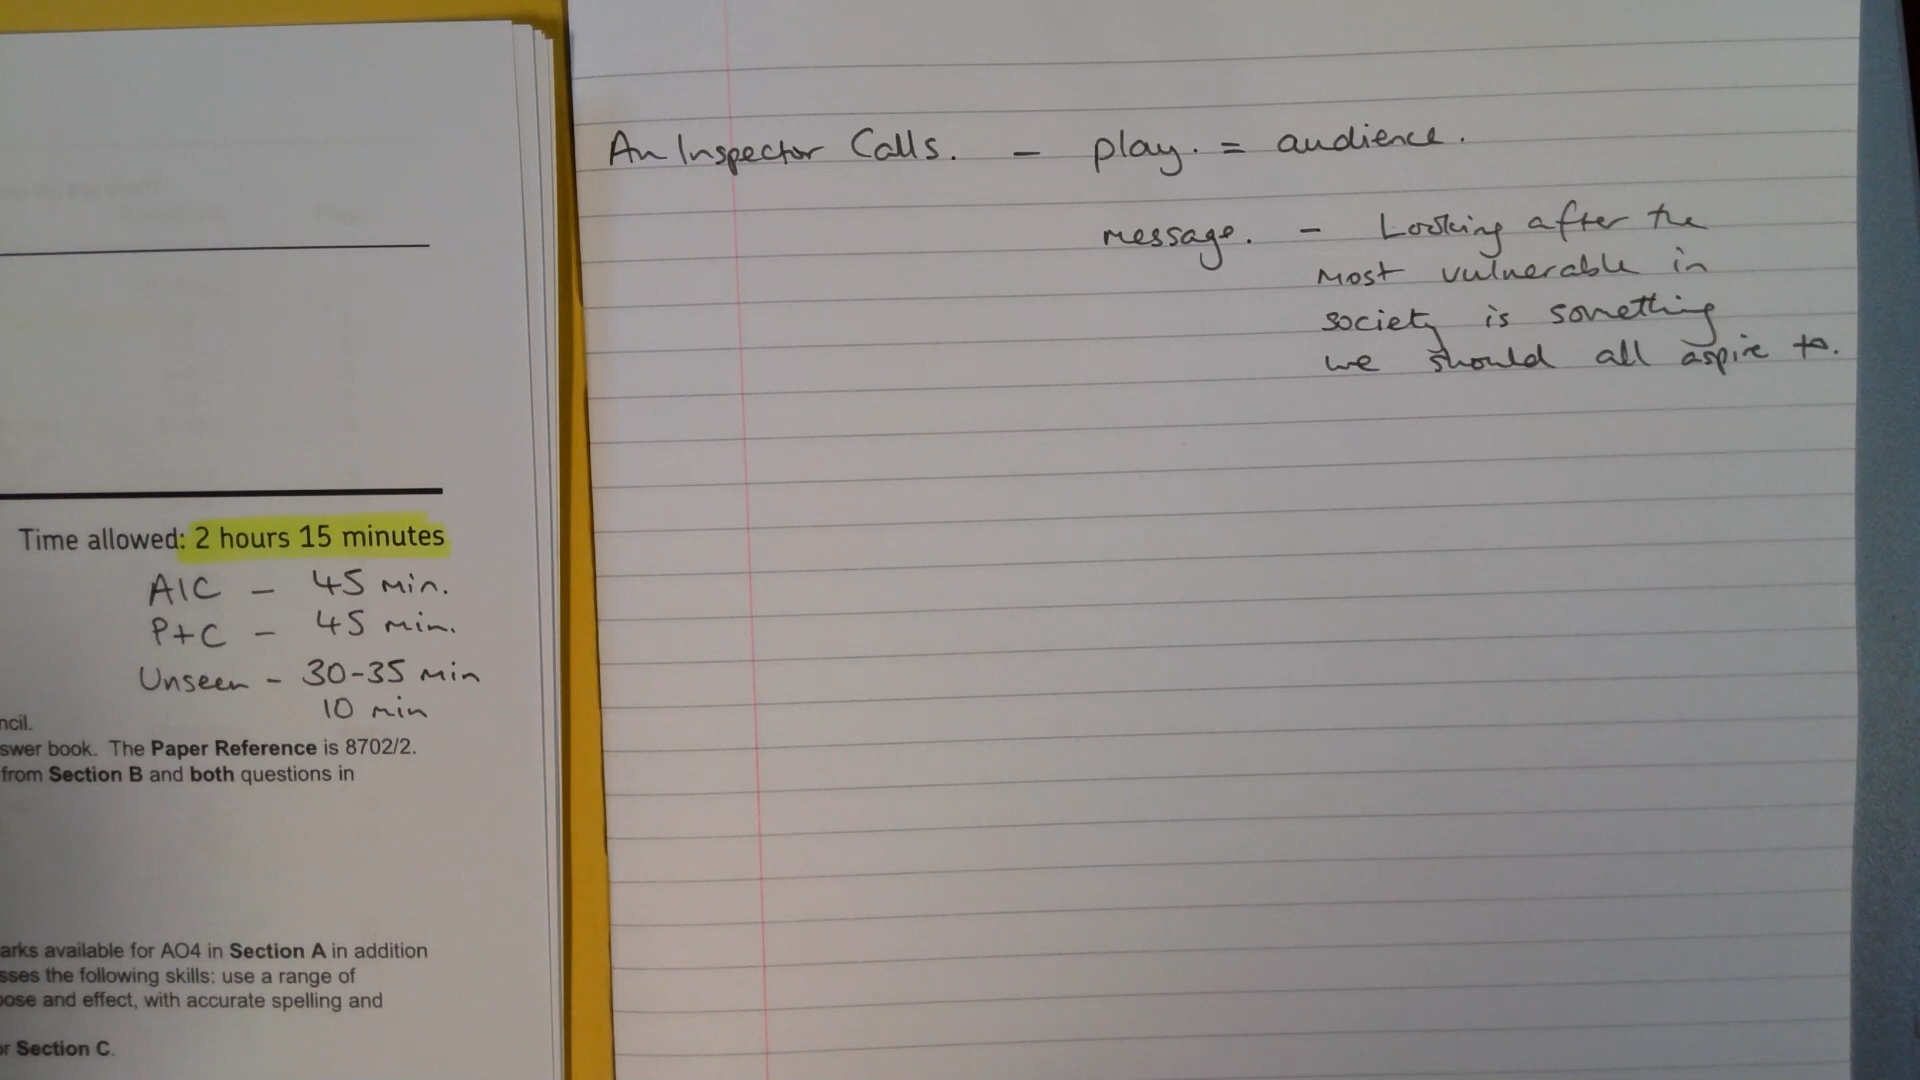 Time allowed: 2 hours 15 minutes
AIC - 45 min.
P+C - 45 min.
Unseen - 30-35 min
10 min
ncil.
swer book. The Paper Reference is 8702/2.
from Section B and both questions in
arks available for AO4 in Section A in addition
sses the following skills: use a range of
pose and effect, with accurate spelling and
or Section C.
An Inspector Calls. - play. = audience.
message. - Looking after the
most vulnerable in
society is something
we should all aspire to.